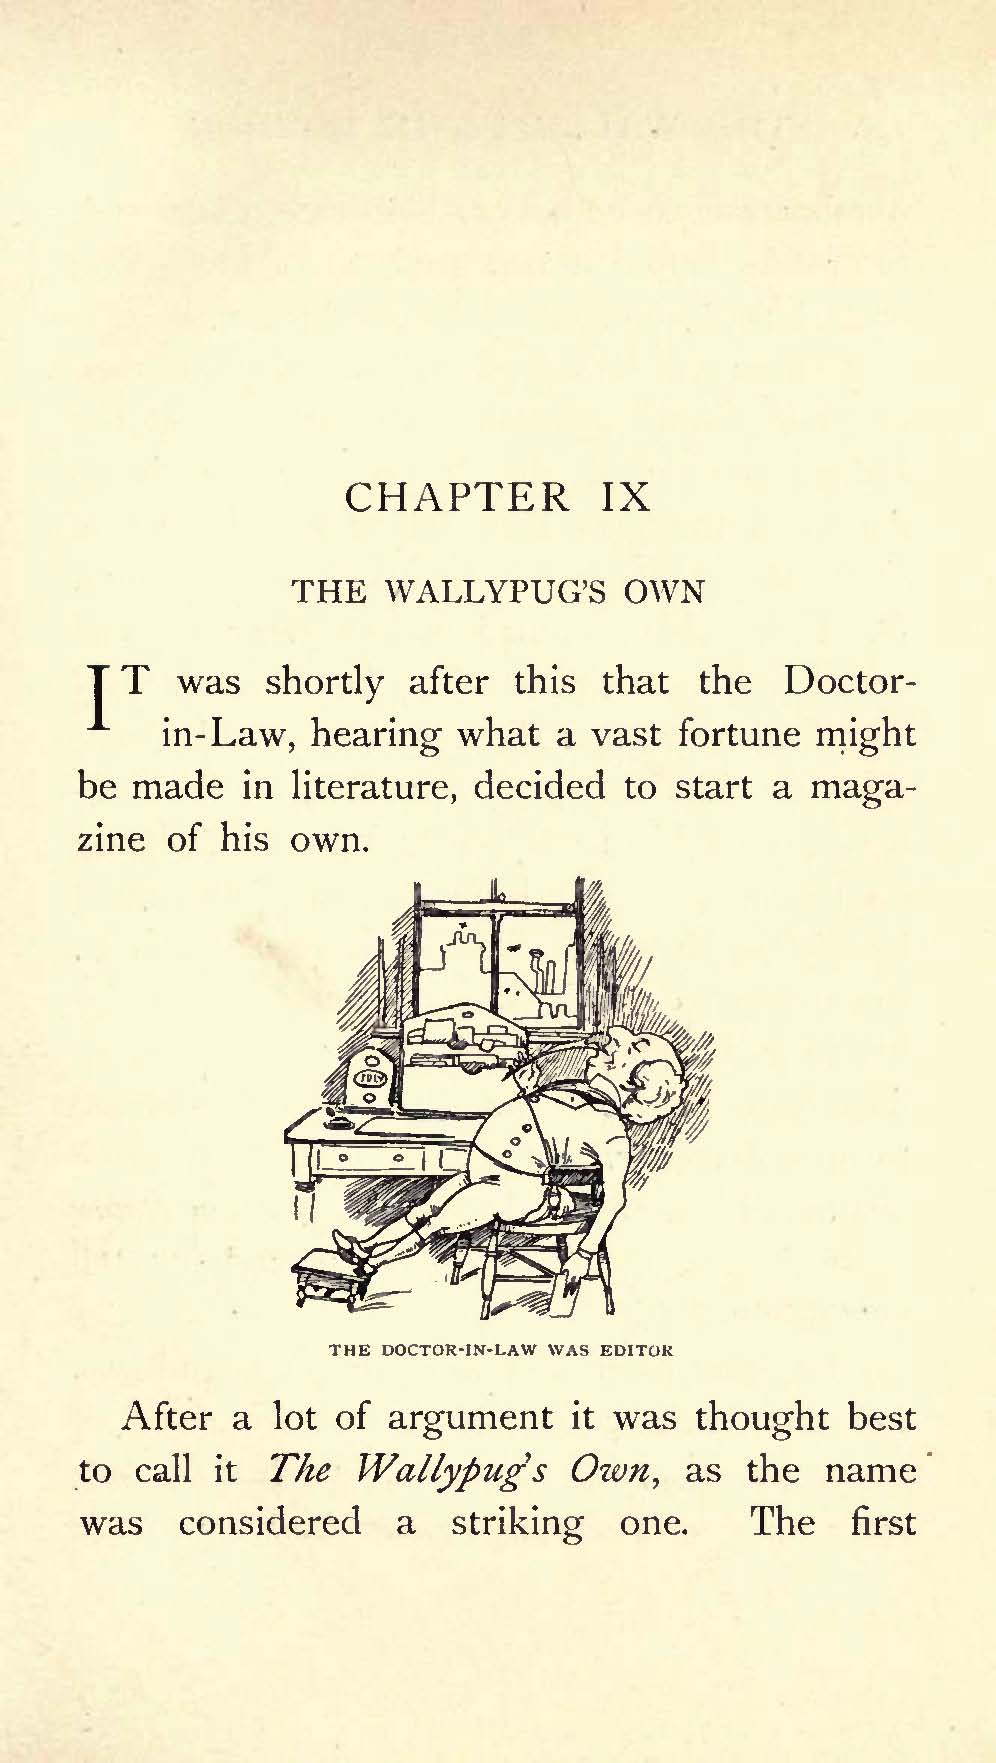 CHAPTER IX
THE WALLYPUG'S OWN
IT was shortly after this that the Doctor-
in-Law, hearing what a vast fortune might
be made in literature, decided to start a maga-
zine of his own.
JULY
THE DOCTOR-IN-LAW WAS EDITOR
After a lot of argument it was thought best
to call it The Wallypug's Own, as the name
was considered a striking one. The first